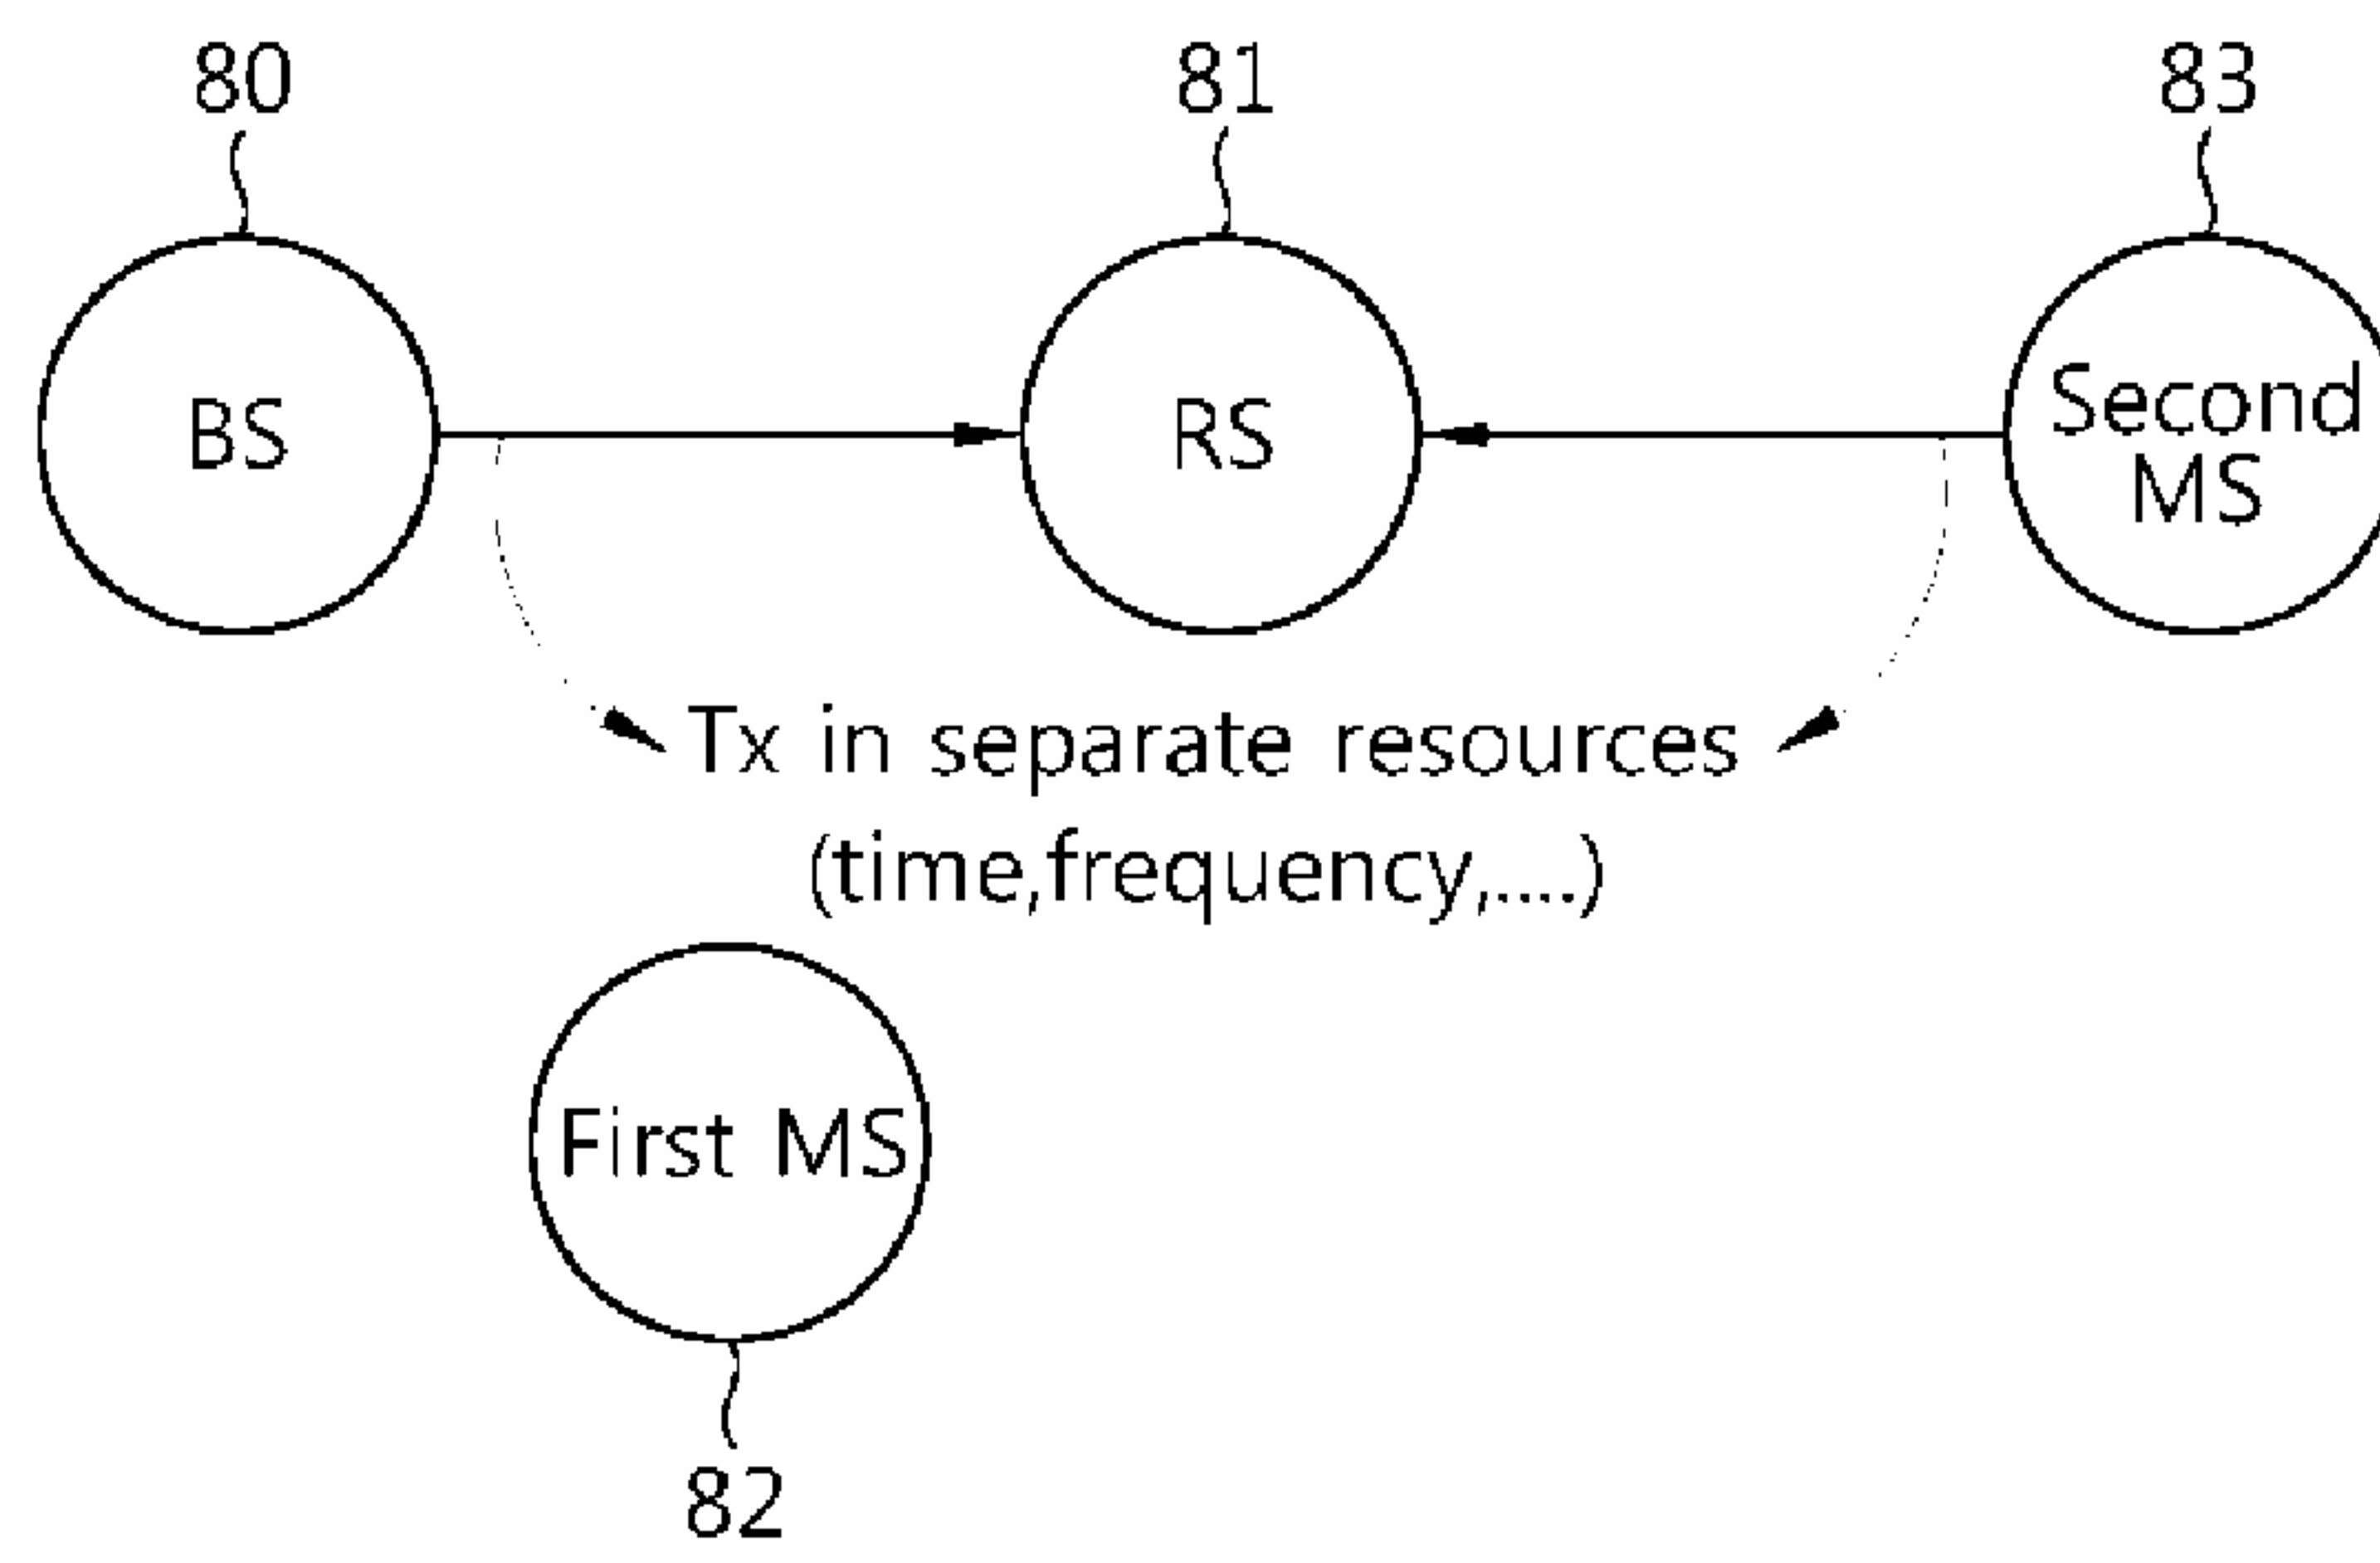 80
81
83
BS
RS
Second
MS
Tx in separate resources
(time,frequency,....)
First MS
82